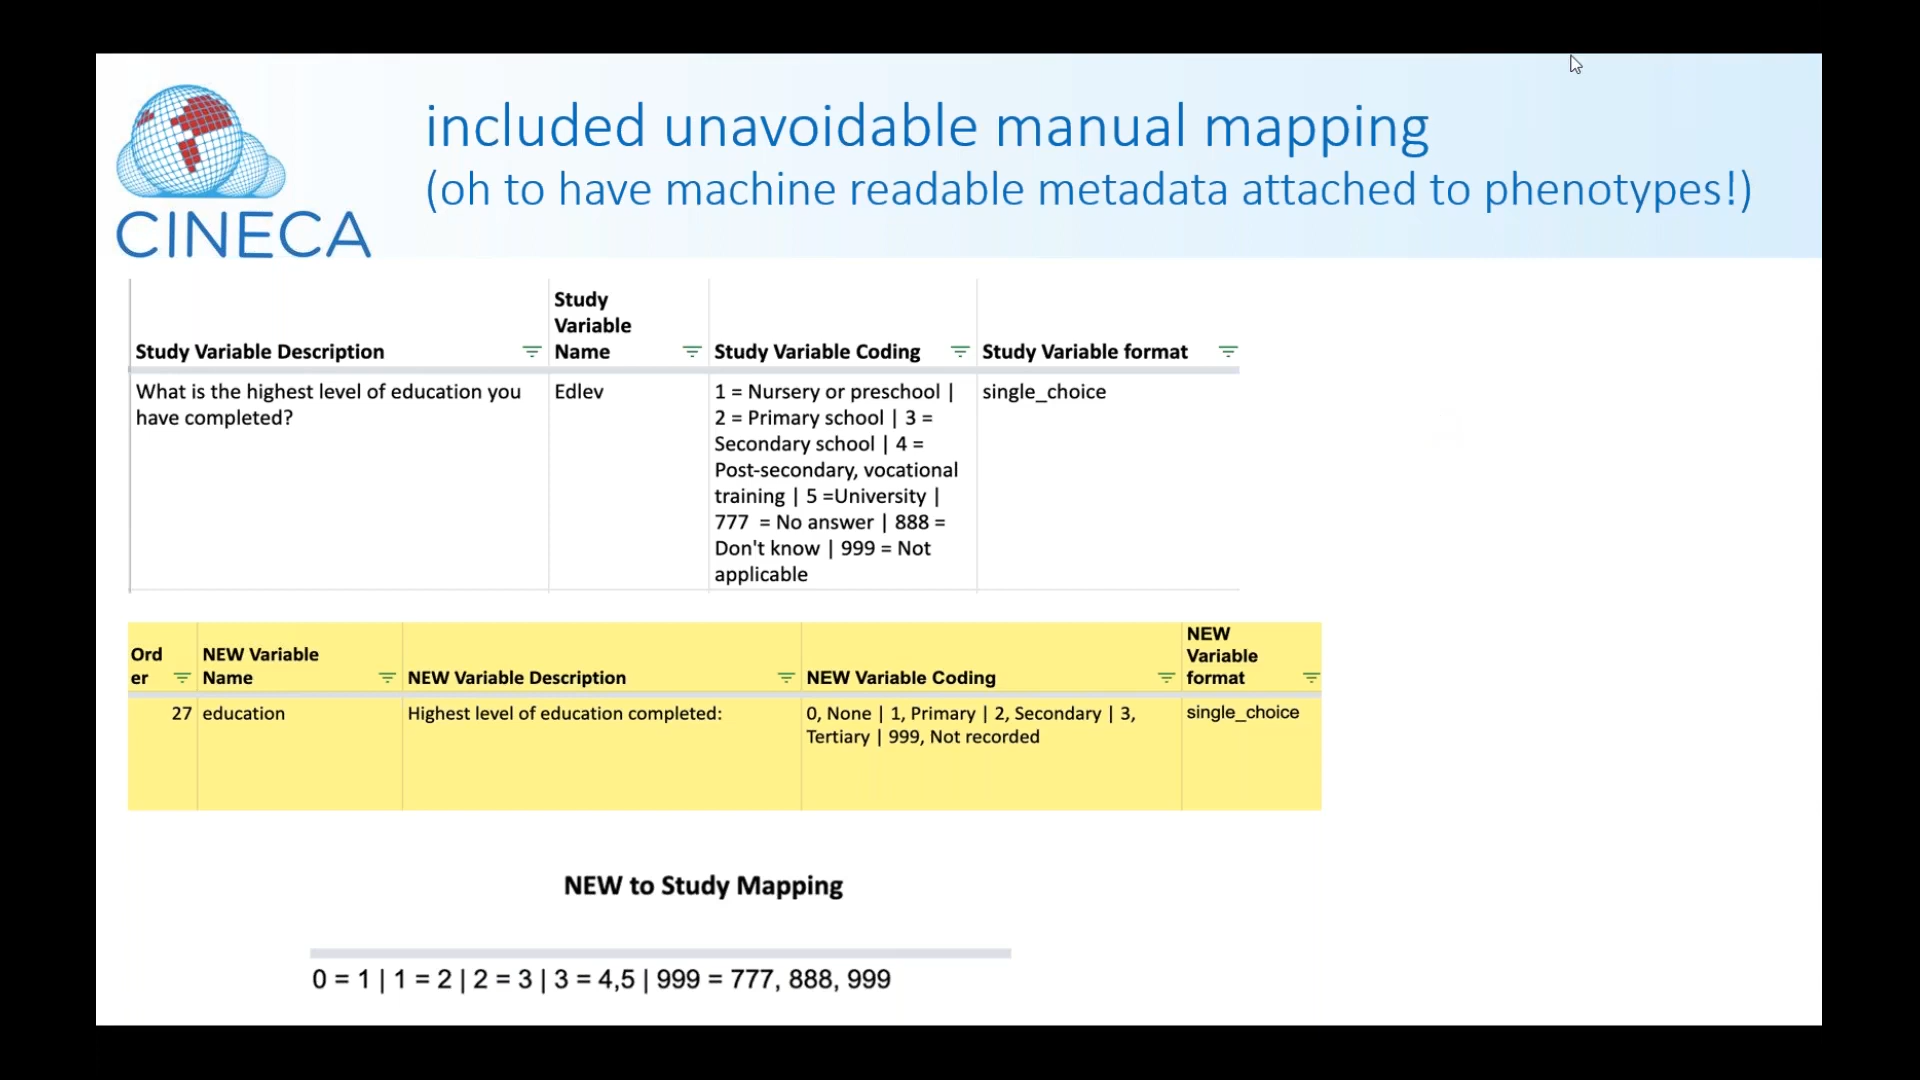 included unavoidable manual mapping
(oh to have machine readable metadata attached to phenotypes!)
CINECA
Study Variable Description
Study
Variable
Name
Study Variable Coding
Study Variable format
What is the highest level of education you
have completed?
Edlev
1 = Nursery or preschool |
2 = Primary school | 3 =
Secondary school | 4 =
Post-secondary, vocational
training | 5 =University |
777  = No answer | 888 =
Don't know | 999 = Not
applicable
single_choice
Ord
er
NEW Variable
Name
NEW Variable Description
NEW Variable Coding
NEW
Variable
format
27
education
Highest level of education completed:
0, None | 1, Primary | 2, Secondary | 3,
Tertiary | 999, Not recorded
single_choice
NEW to Study Mapping
0 = 1 | 1 = 2 | 2 = 3 | 3 = 4,5 | 999 = 777, 888, 999